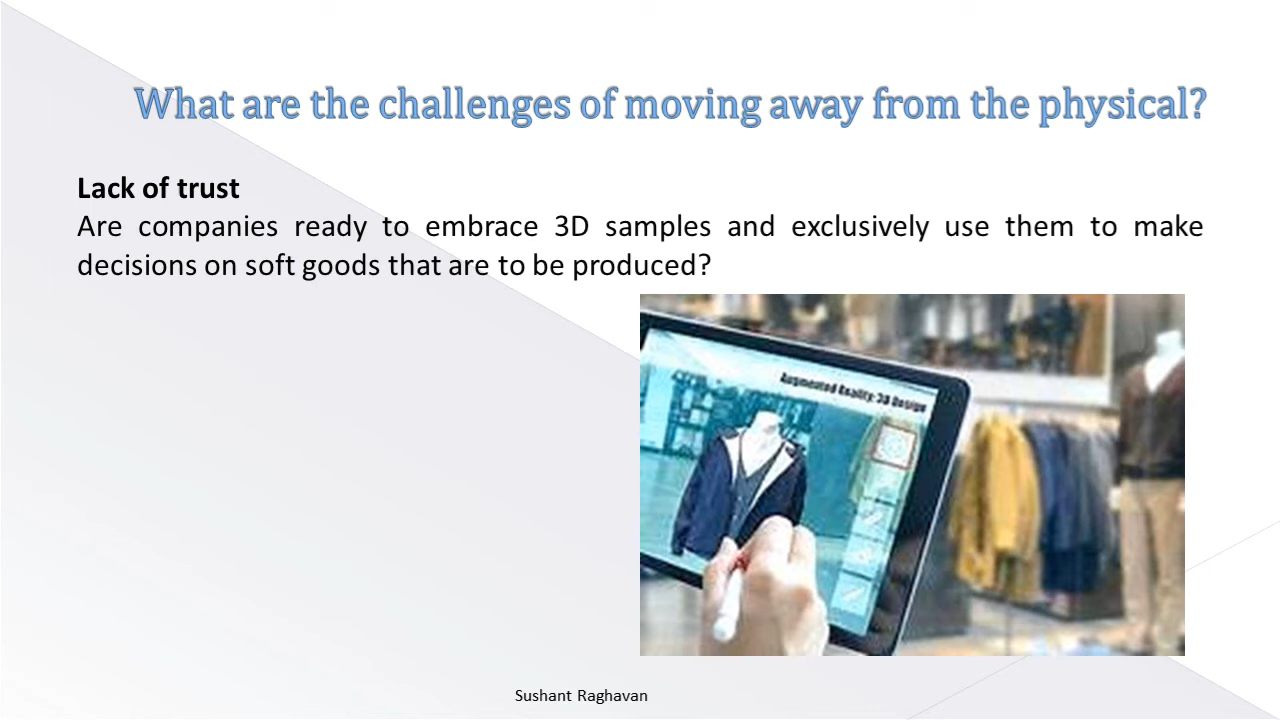 What are the challenges of moving away from the physical?
Lack of trust
Are companies ready to embrace 3D samples and exclusively use them to make
decisions on soft goods that are to be produced?
Augmented Reality: 3D Design
Sushant Raghavan